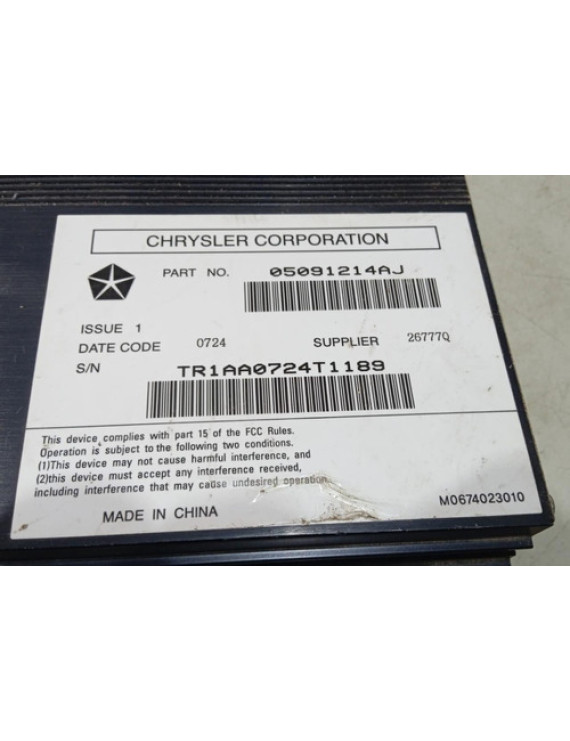 CHRYSLER CORPORATION
PART NO. 05091214AJ
ISSUE 1
DATE CODE 0724 SUPPLIER 26777Q
S/N TR1AA0724T1189
This device complies with part 15 of the FCC Rules.
Operation is subject to the following two conditions.
(1)This device may not cause harmful interference, and
(2)this device must accept any interference received,
including interference that may cause undesired operation.
MADE IN CHINA
M0674023010